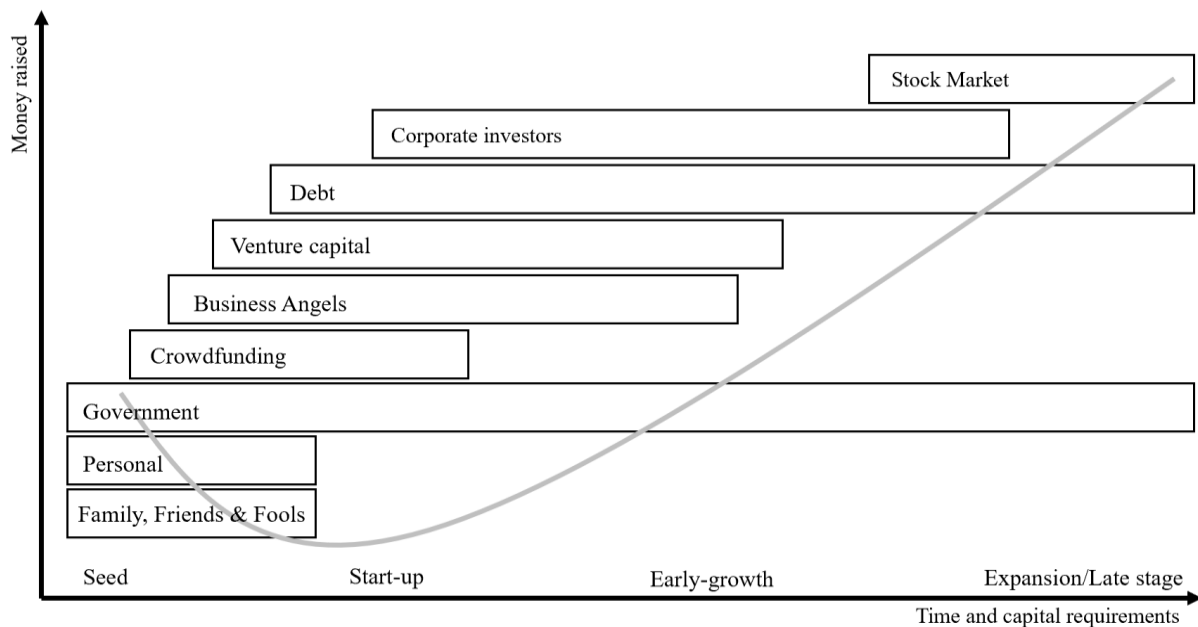 Money raised
Stock Market
Corporate investors
Debt
Venture capital
Business Angels
Crowdfunding
Government
Personal
Family, Friends & Fools
Seed
Start-up
Early-growth
Expansion/Late stage
Time and capital requirements